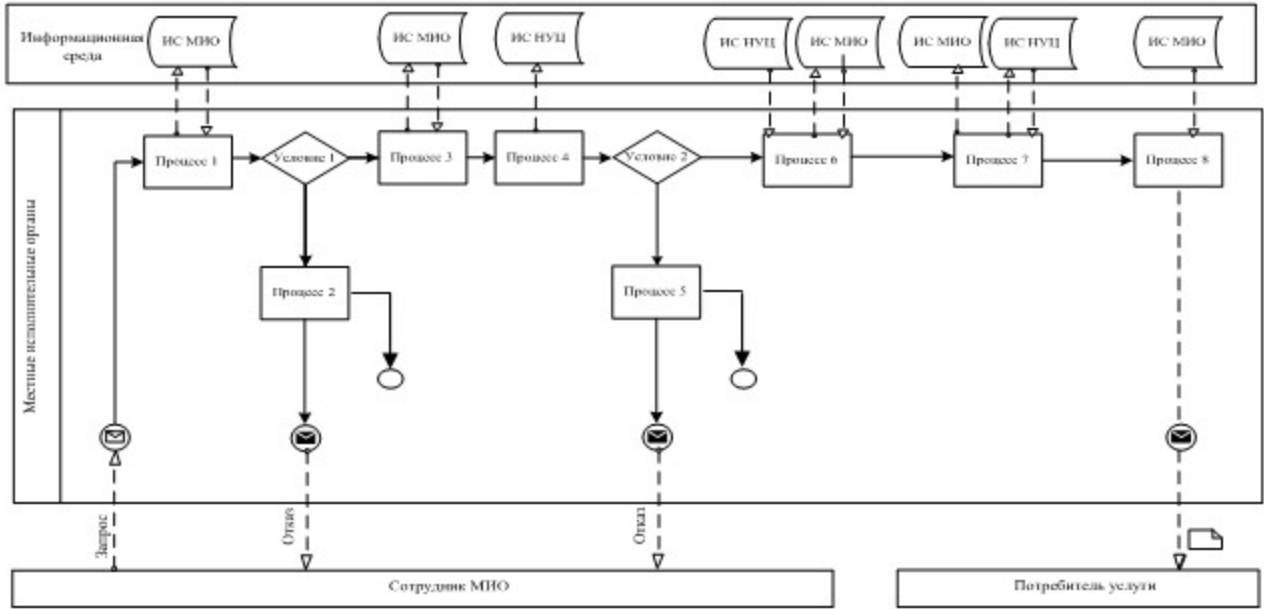 Информационная
среда
ИС МИО
ИС МИО
ИС НУЦ
ИС НУЦ
ИС МИО
ИС МИО
ИС НУЦ
ИС МИО
Местные исполнительные органы
Процесс 1
Условие 1
Процесс 3
Процесс 4
Условие 2
Процесс 6
Процесс 7
Процесс 8
Процесс 2
Процесс 5
Запрос
Отказ
Отказ
Сотрудник МИО
Потребитель услуги